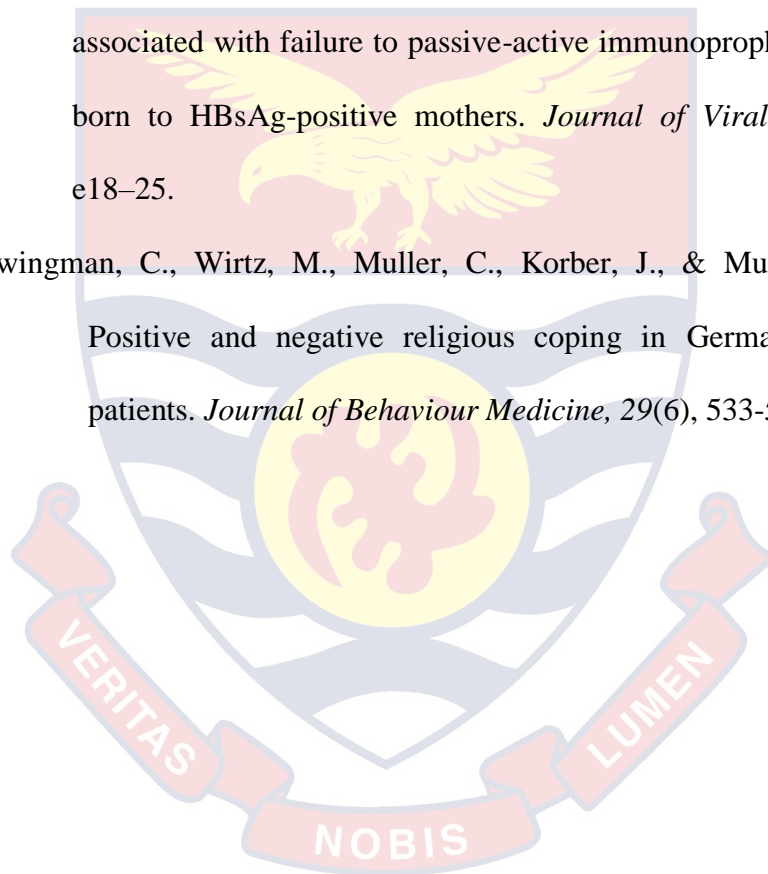 associated with failure to passive-active immunoproph
born to HBsAg-positive mothers. Journal of Viral
e18–25.
wingman, C., Wirtz, M., Muller, C., Korber, J., & Mu
Positive and negative religious coping in Germa
patients. Journal of Behaviour Medicine, 29(6), 533-5
VERITAS
NOBIS
LUMEN